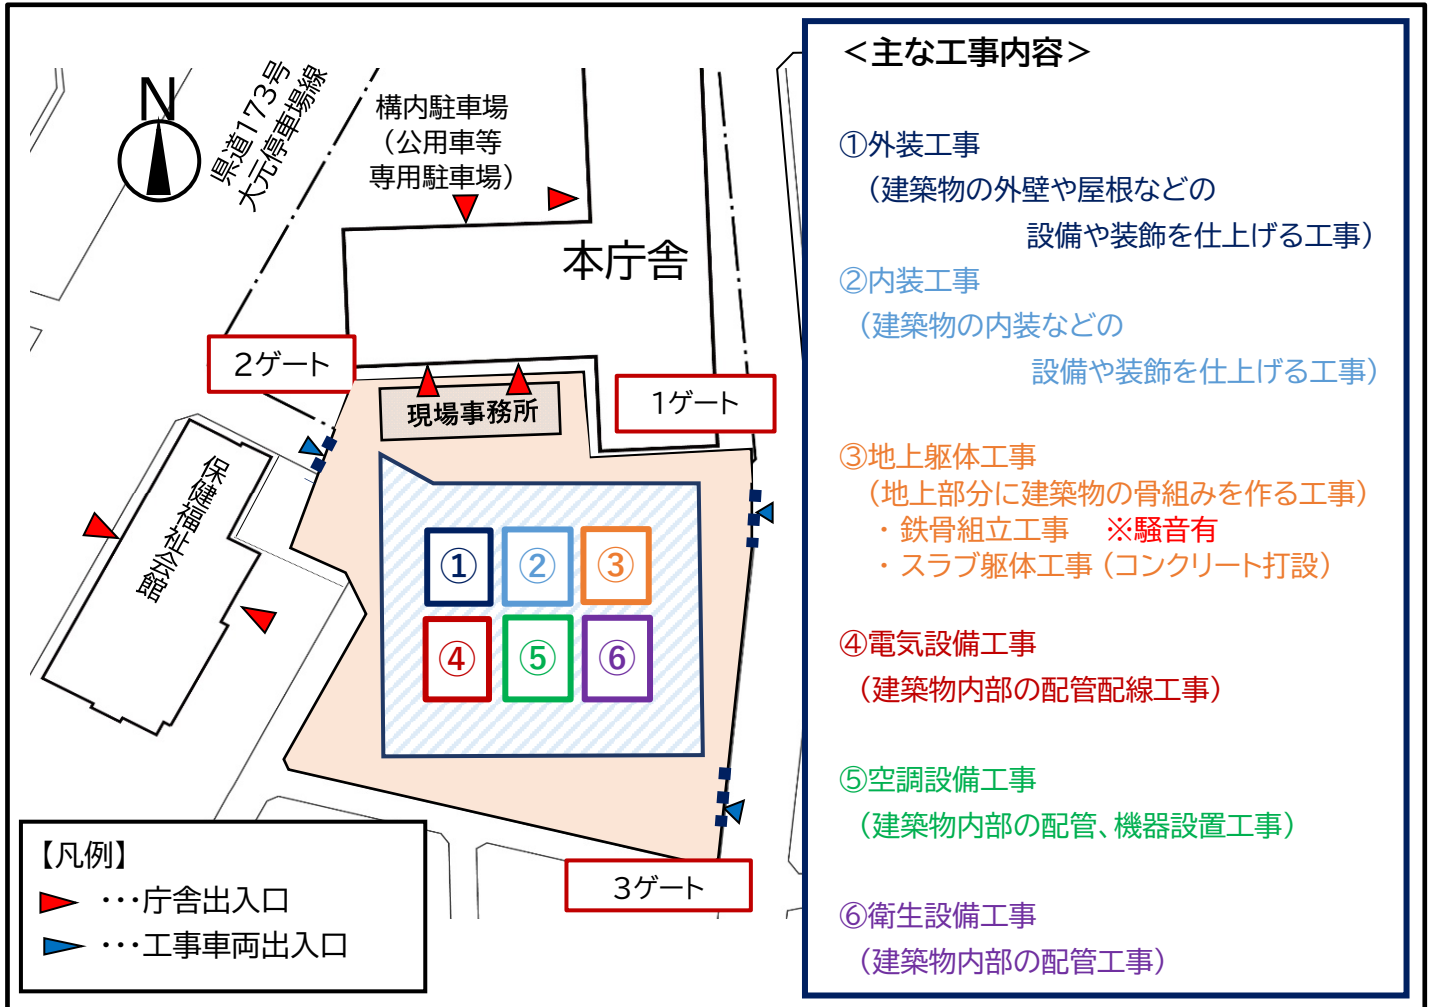 N
県道173号
大元停車場線
構内駐車場
（公用車等
専用駐車場）
本庁舎
2ゲート
1ゲート
現場事務所
保健福祉会館
①
②
③
④
⑤
⑥
3ゲート
【凡例】
・・・庁舎出入口
・・・工事車両出入口
＜主な工事内容＞
①外装工事
（建築物の外壁や屋根などの
設備や装飾を仕上げる工事）
②内装工事
（建築物の内装などの
設備や装飾を仕上げる工事）
③地上躯体工事
（地上部分に建築物の骨組みを作る工事）
・鉄骨組立工事　※騒音有
・スラブ躯体工事（コンクリート打設）
④電気設備工事
（建築物内部の配管配線工事）
⑤空調設備工事
（建築物内部の配管、機器設置工事）
⑥衛生設備工事
（建築物内部の配管工事）